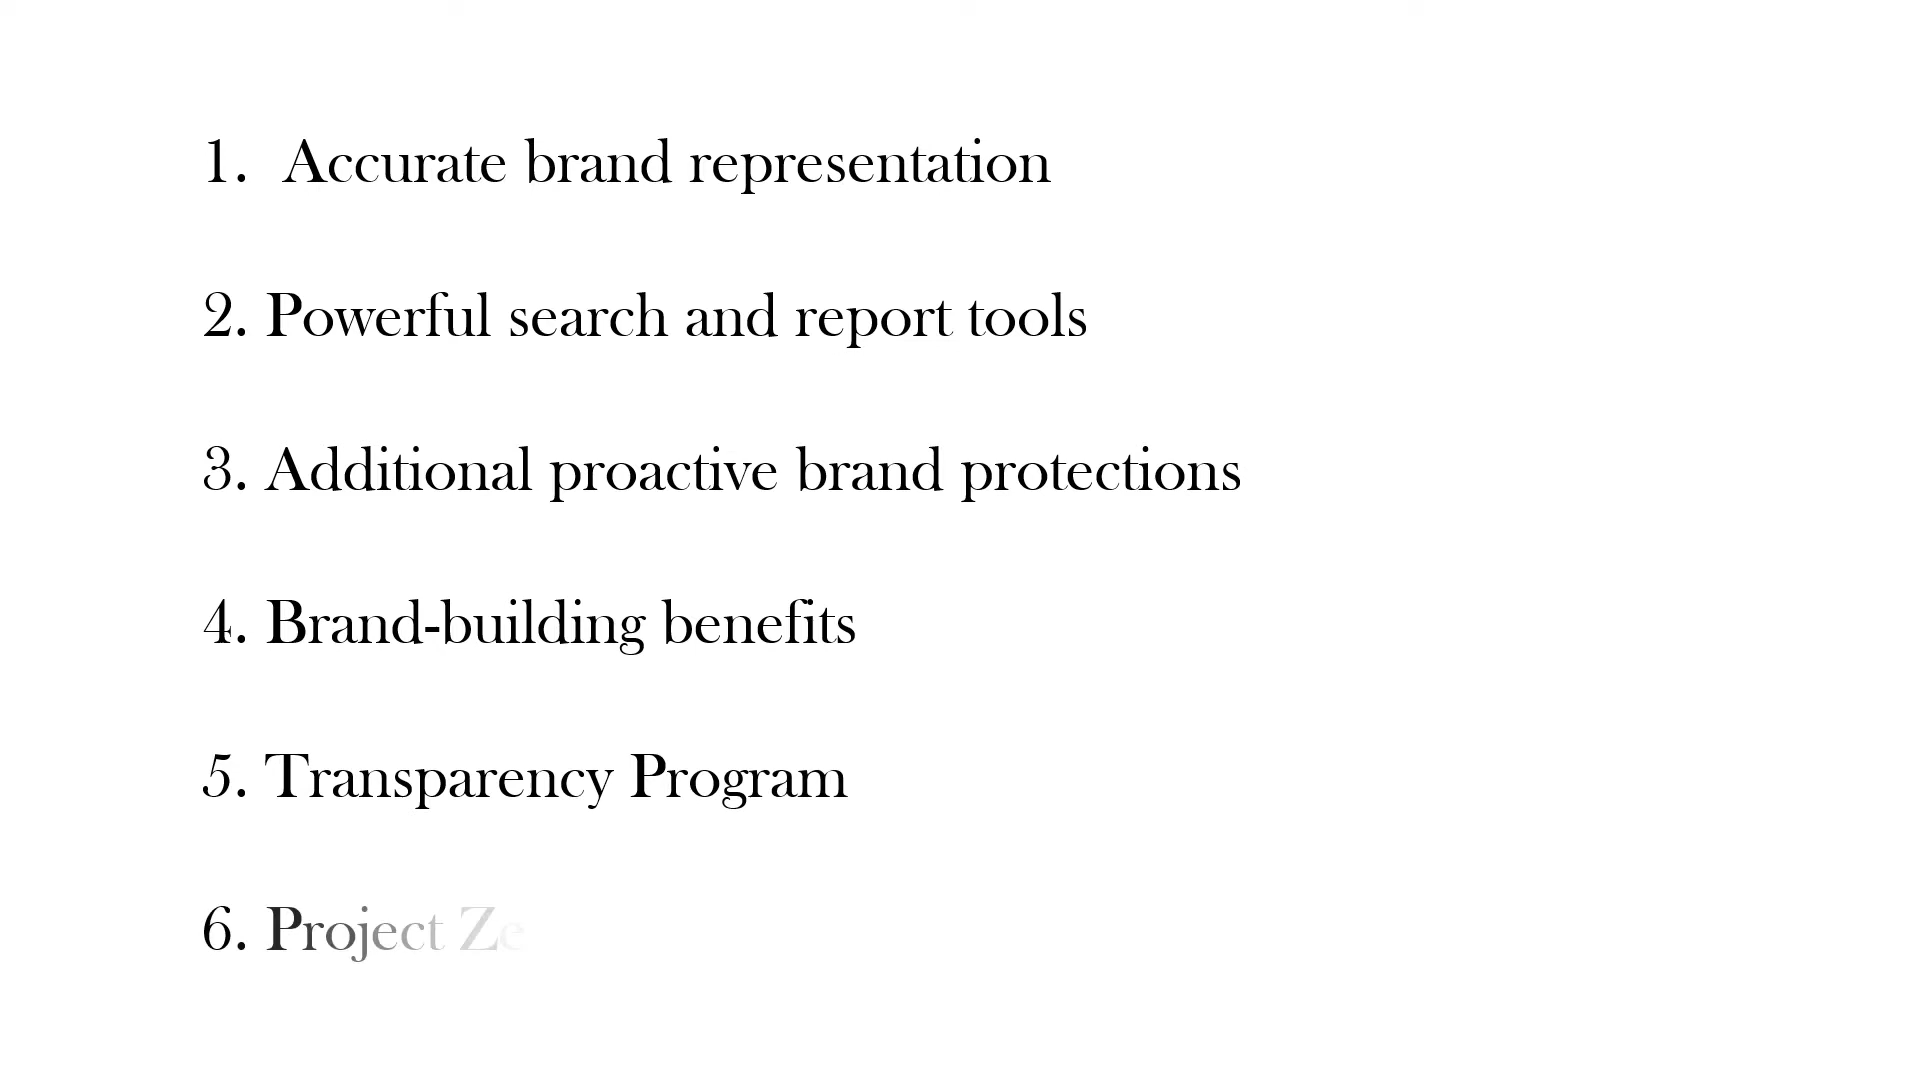 1. Accurate brand representation
2. Powerful search and report tools
3. Additional proactive brand protections
4. Brand-building benefits
5. Transparency Program
6. Project Ze